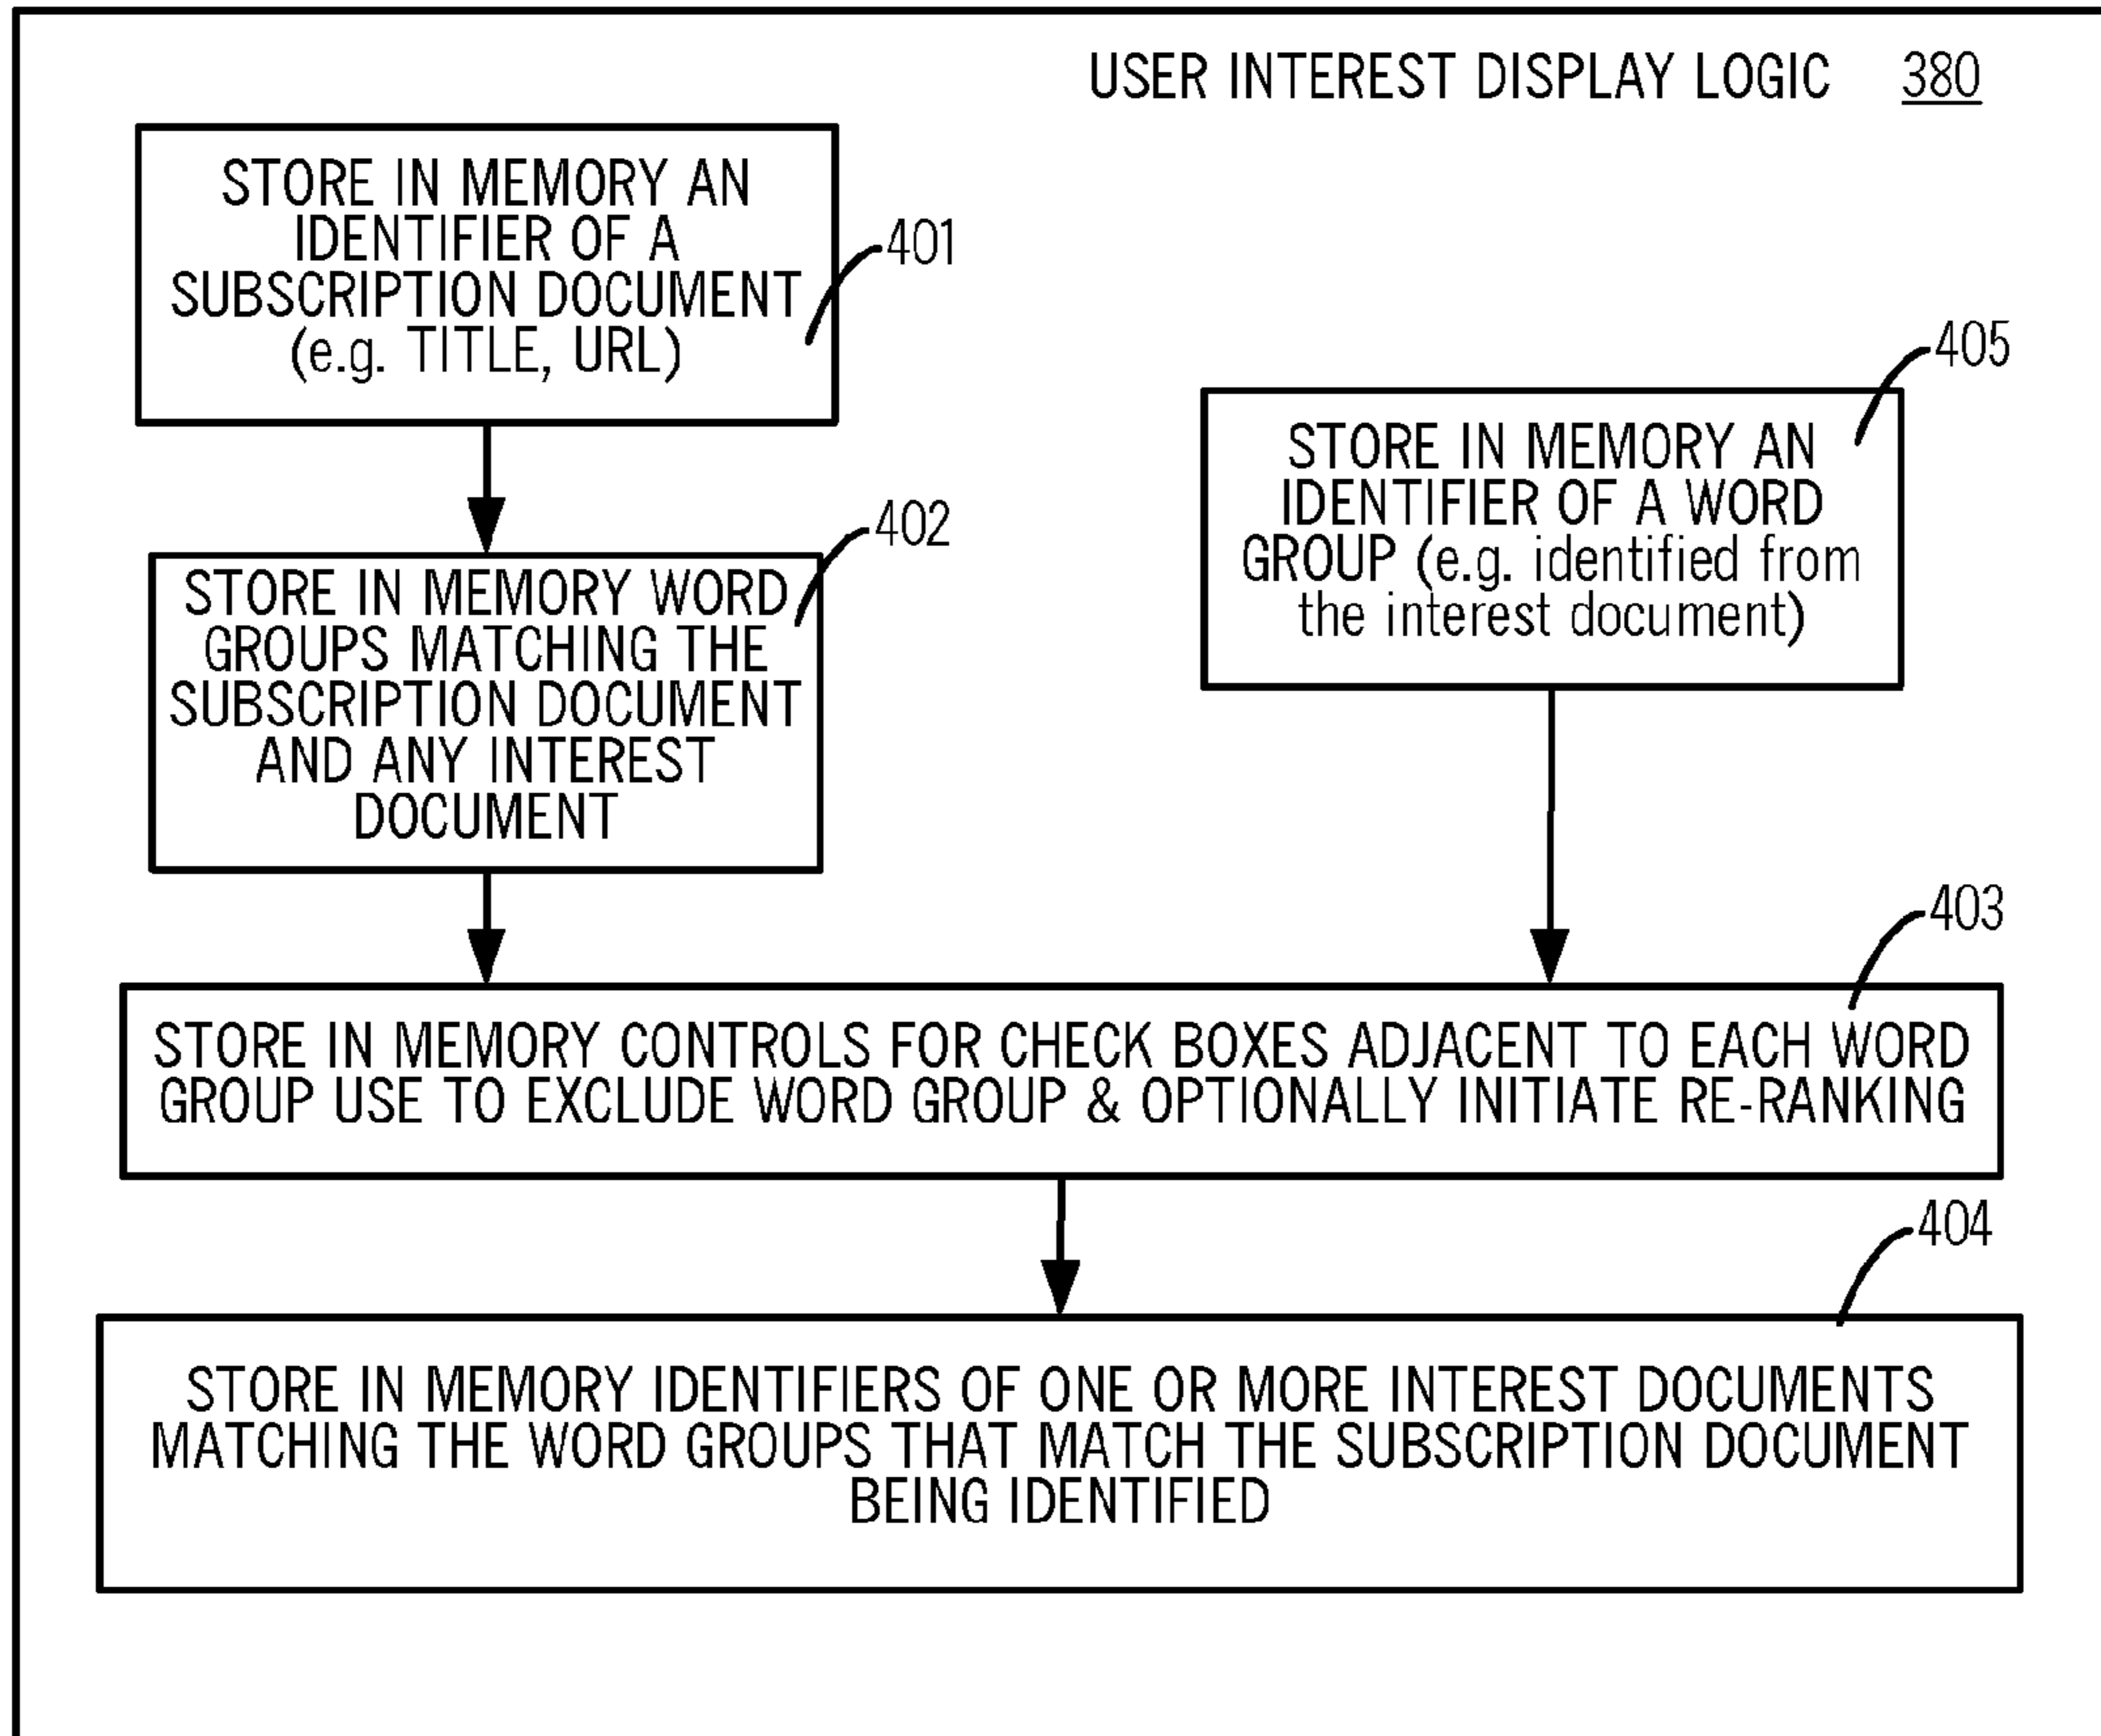 USER INTEREST DISPLAY LOGIC 380
STORE IN MEMORY AN
IDENTIFIER OF A
SUBSCRIPTION DOCUMENT
(e.g. TITLE, URL)
401
405
STORE IN MEMORY AN
IDENTIFIER OF A WORD
GROUP (e.g. identified from
the interest document)
402
STORE IN MEMORY WORD
GROUPS MATCHING THE
SUBSCRIPTION DOCUMENT
AND ANY INTEREST
DOCUMENT
403
STORE IN MEMORY CONTROLS FOR CHECK BOXES ADJACENT TO EACH WORD
GROUP USE TO EXCLUDE WORD GROUP & OPTIONALLY INITIATE RE-RANKING
404
STORE IN MEMORY IDENTIFIERS OF ONE OR MORE INTEREST DOCUMENTS
MATCHING THE WORD GROUPS THAT MATCH THE SUBSCRIPTION DOCUMENT
BEING IDENTIFIED